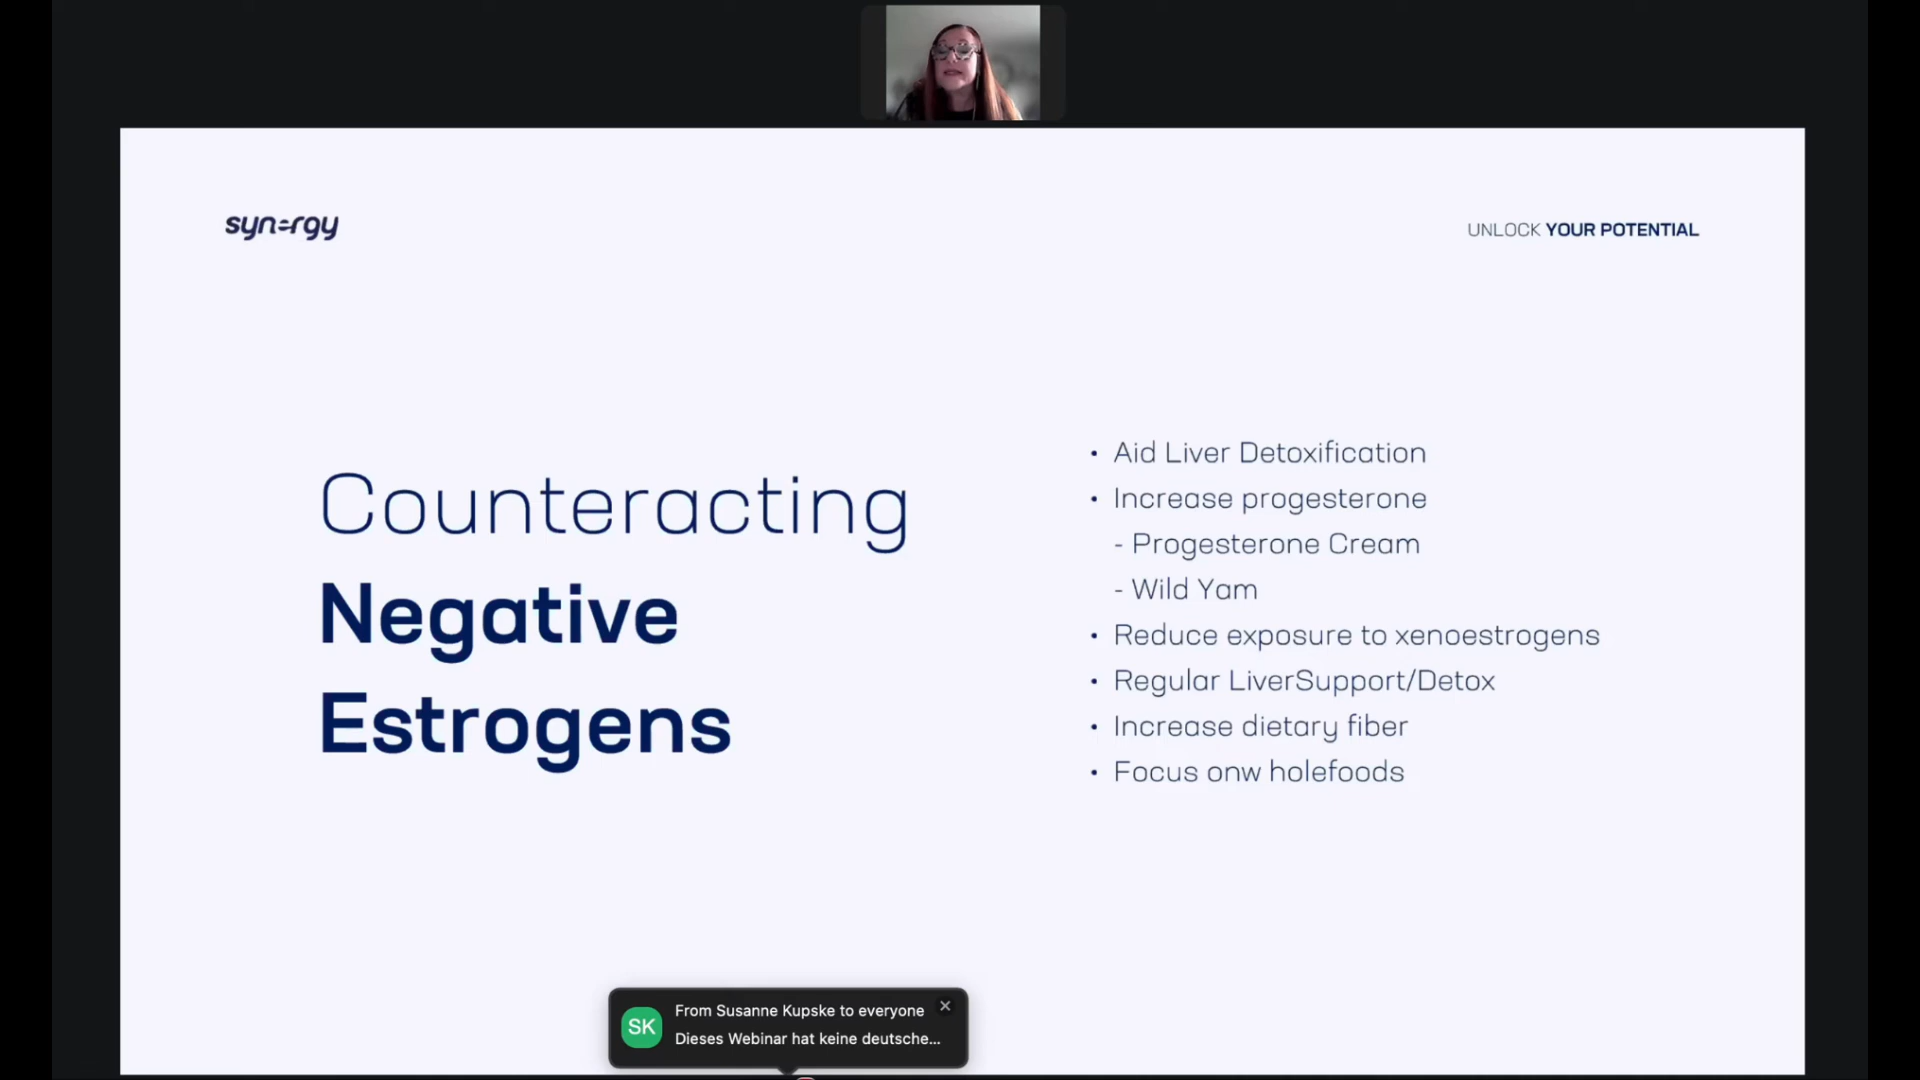 synergy
UNLOCK YOUR POTENTIAL
Counteracting
Negative
Estrogens
• Aid Liver Detoxification
• Increase progesterone
- Progesterone Cream
- Wild Yam
• Reduce exposure to xenoestrogens
• Regular LiverSupport/Detox
• Increase dietary fiber
• Focus onw holefoods
SK
From Susanne Kupske to everyone
Dieses Webinar hat keine deutsche...